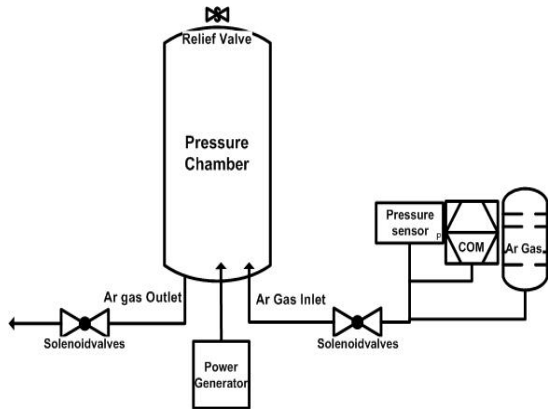 Relief Valve
Pressure
Chamber
Pressure
sensor
P
COM
Ar Gas
Ar gas Outlet
Ar Gas Inlet
Solenoidvalves
Solenoidvalves
Power
Generator